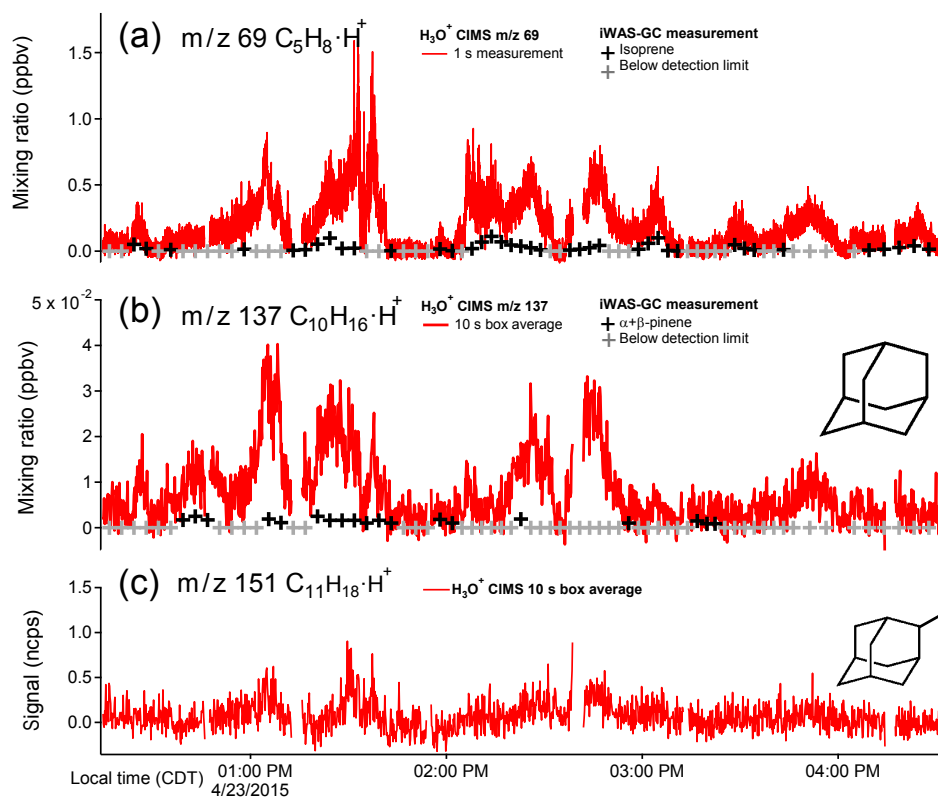 (a) m/z 69 C₅H₈·H⁺
H₃O⁺ CIMS m/z 69
1 s measurement
iWAS-GC measurement
Isoprene
Below detection limit
Mixing ratio (ppbv)
1.5
1.0
0.5
0.0
(b) m/z 137 C₁₀H₁₆·H⁺
H₃O⁺ CIMS m/z 137
10 s box average
iWAS-GC measurement
α+β-pinene
Below detection limit
Mixing ratio (ppbv)
5 x 10⁻²
4
3
2
1
0
(c) m/z 151 C₁₁H₁₈·H⁺
H₃O⁺ CIMS 10 s box average
Signal (ncps)
1.5
1.0
0.5
0.0
Local time (CDT)
01:00 PM
4/23/2015
02:00 PM
03:00 PM
04:00 PM